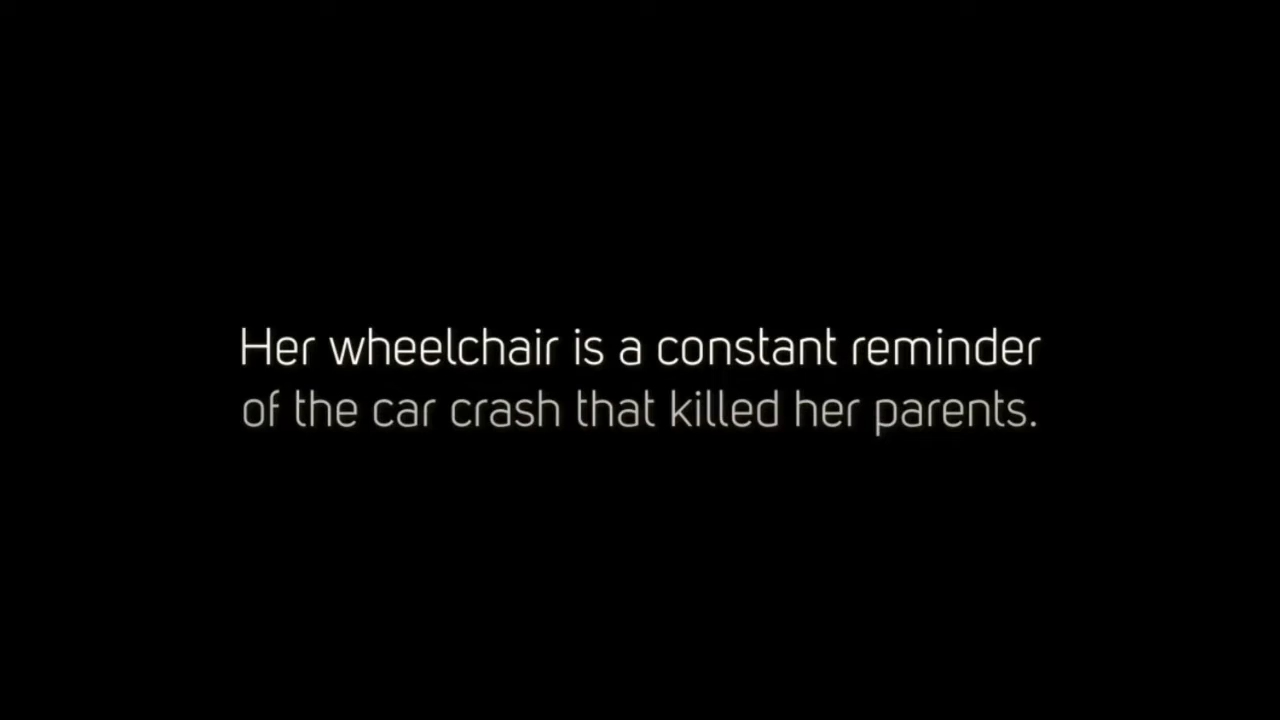 Her wheelchair is a constant reminder
of the car crash that killed her parents.